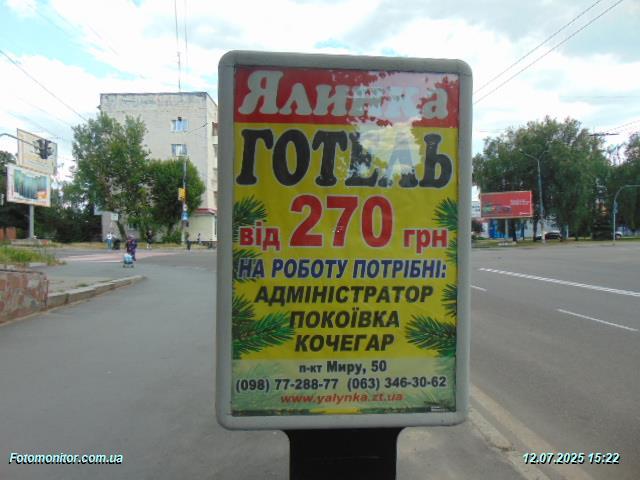 Ялинка
ГОТЕЛЬ
від 270 грн
НА РОБОТУ ПОТРІБНІ:
АДМІНІСТРАТОР
ПОКОЇВКА
КОЧЕГАР
п-кт Миру, 50
(098) 77-288-77 (063) 346-30-62
www.yalynka.zt.ua
Fotomonitor.com.ua
12.07.2025 15:22